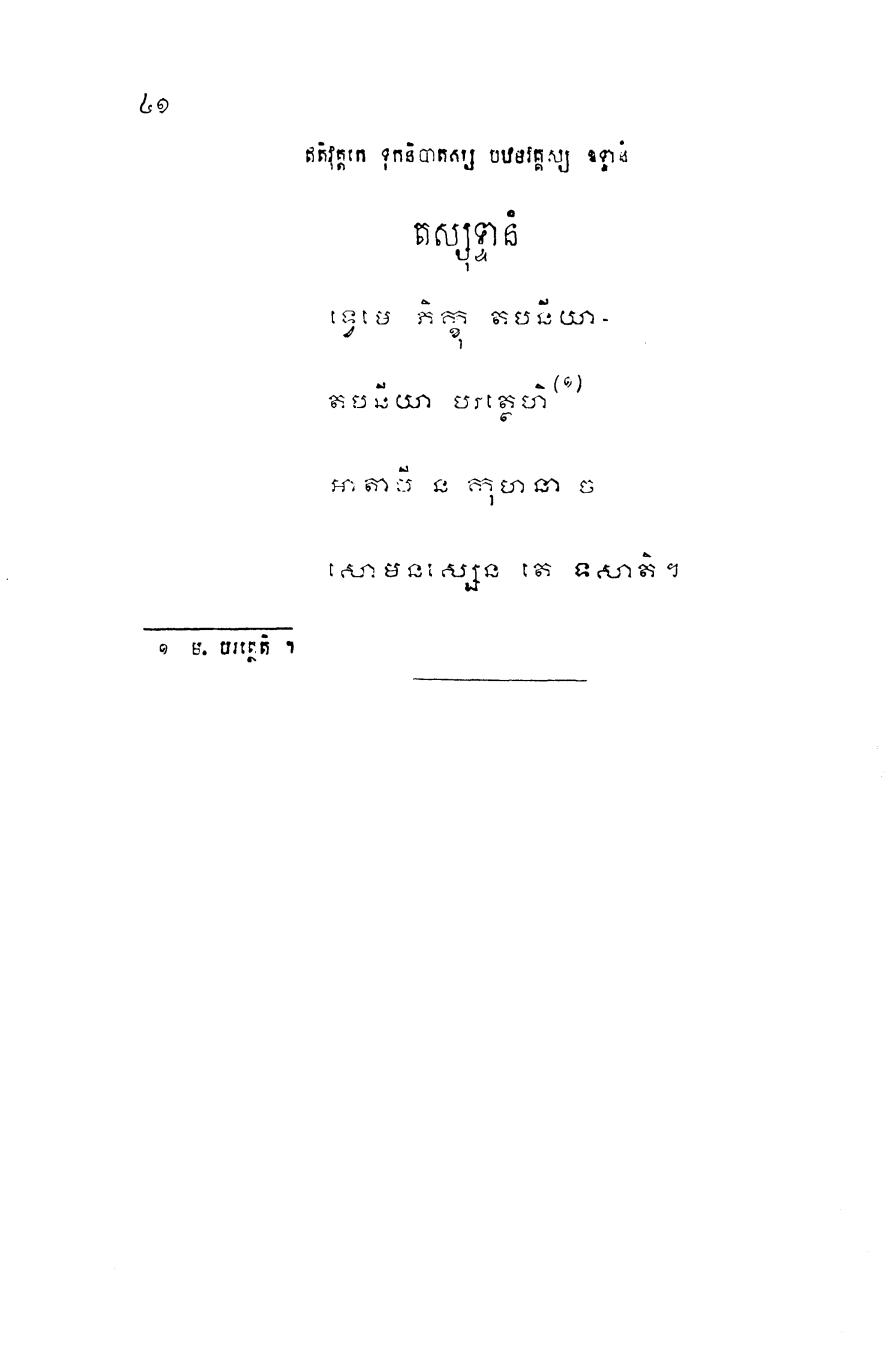 ៤១
ឥតិវុត្តកេ ទុកនិបាតស្ស បឋមវគ្គស្ស ឧទ្ទានំ
តស្សុទ្ទានំ
ទ្វេមេ ភិក្ខុ តបនីយា-
តបនីយា បរត្ថេហិ(១)
អាតាបី ន កុហនា ច
សោមនស្សេន តេ ទសាតិ។
១ ម. បរត្ថេតិ ។